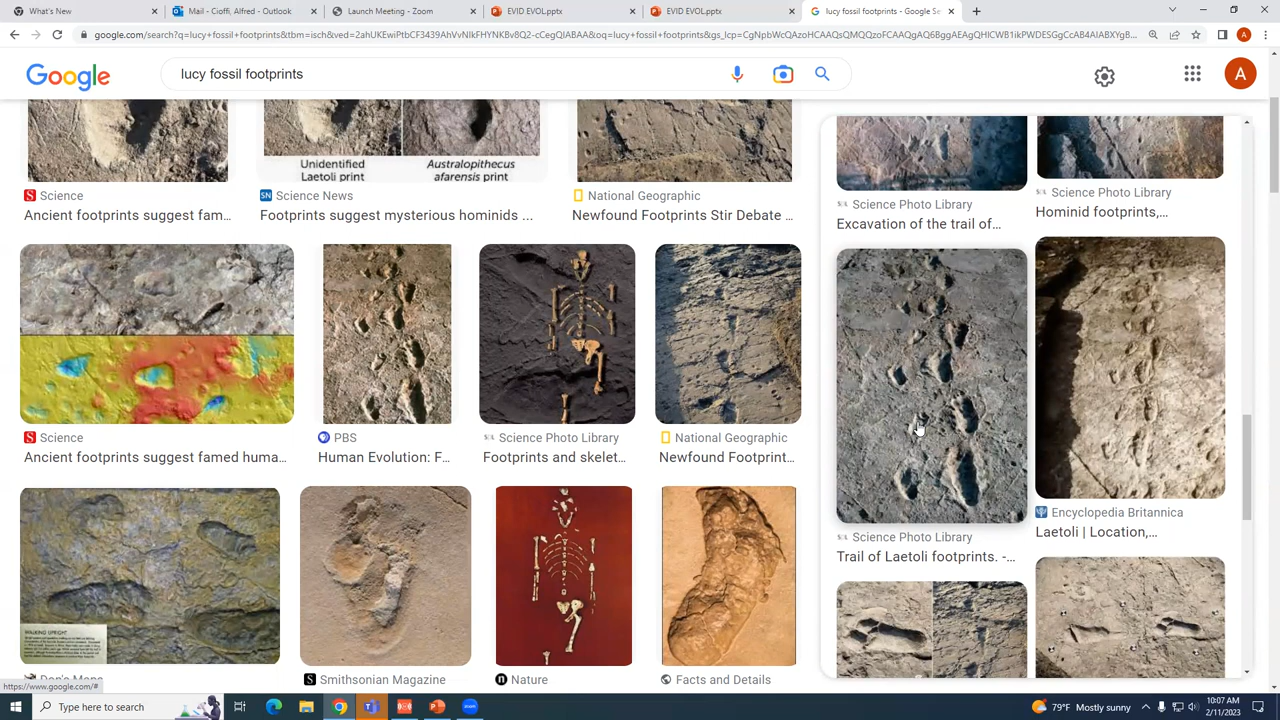 What's New
Mail - Cioffi, Alfred - Outlook
Launch Meeting - Zoom
EVID EVOL.pptx
EVID EVOL.pptx
lucy fossil footprints - Google Se
google.com/search?q=lucy+fossil+footprints&tbm=isch&ved=2ahUKEwiPtbCF3439AhVvNIkFHYNKBv8Q-2-cCegQIABAA&oq=lucy+fossil+footprints&gs_lcp=CgNpbWcQAzoHCAAQsQMQQzoFCAAQgAQ6BggAEAgQHlCWB1ikPWDESGgCcAB4AIABXYgB...
Google
lucy fossil footprints
A
Unidentified
Laetoli print
Australopithecus
afarensis print
Science
Ancient footprints suggest fam...
SN Science News
Footprints suggest mysterious hominids ...
National Geographic
Newfound Footprints Stir Debate ...
Science Photo Library
Excavation of the trail of...
Science Photo Library
Hominid footprints,...
Science
Ancient footprints suggest famed huma...
PBS
Human Evolution: F...
Science Photo Library
Footprints and skelet...
National Geographic
Newfound Footprint...
Science Photo Library
Trail of Laetoli footprints. -...
Encyclopedia Britannica
Laetoli | Location,...
WALKING UPRIGHT
Don's Maps
Smithsonian Magazine
Nature
Facts and Details
https://www.google.com/#
Type here to search
79°F Mostly sunny
10:07 AM
2/11/2023